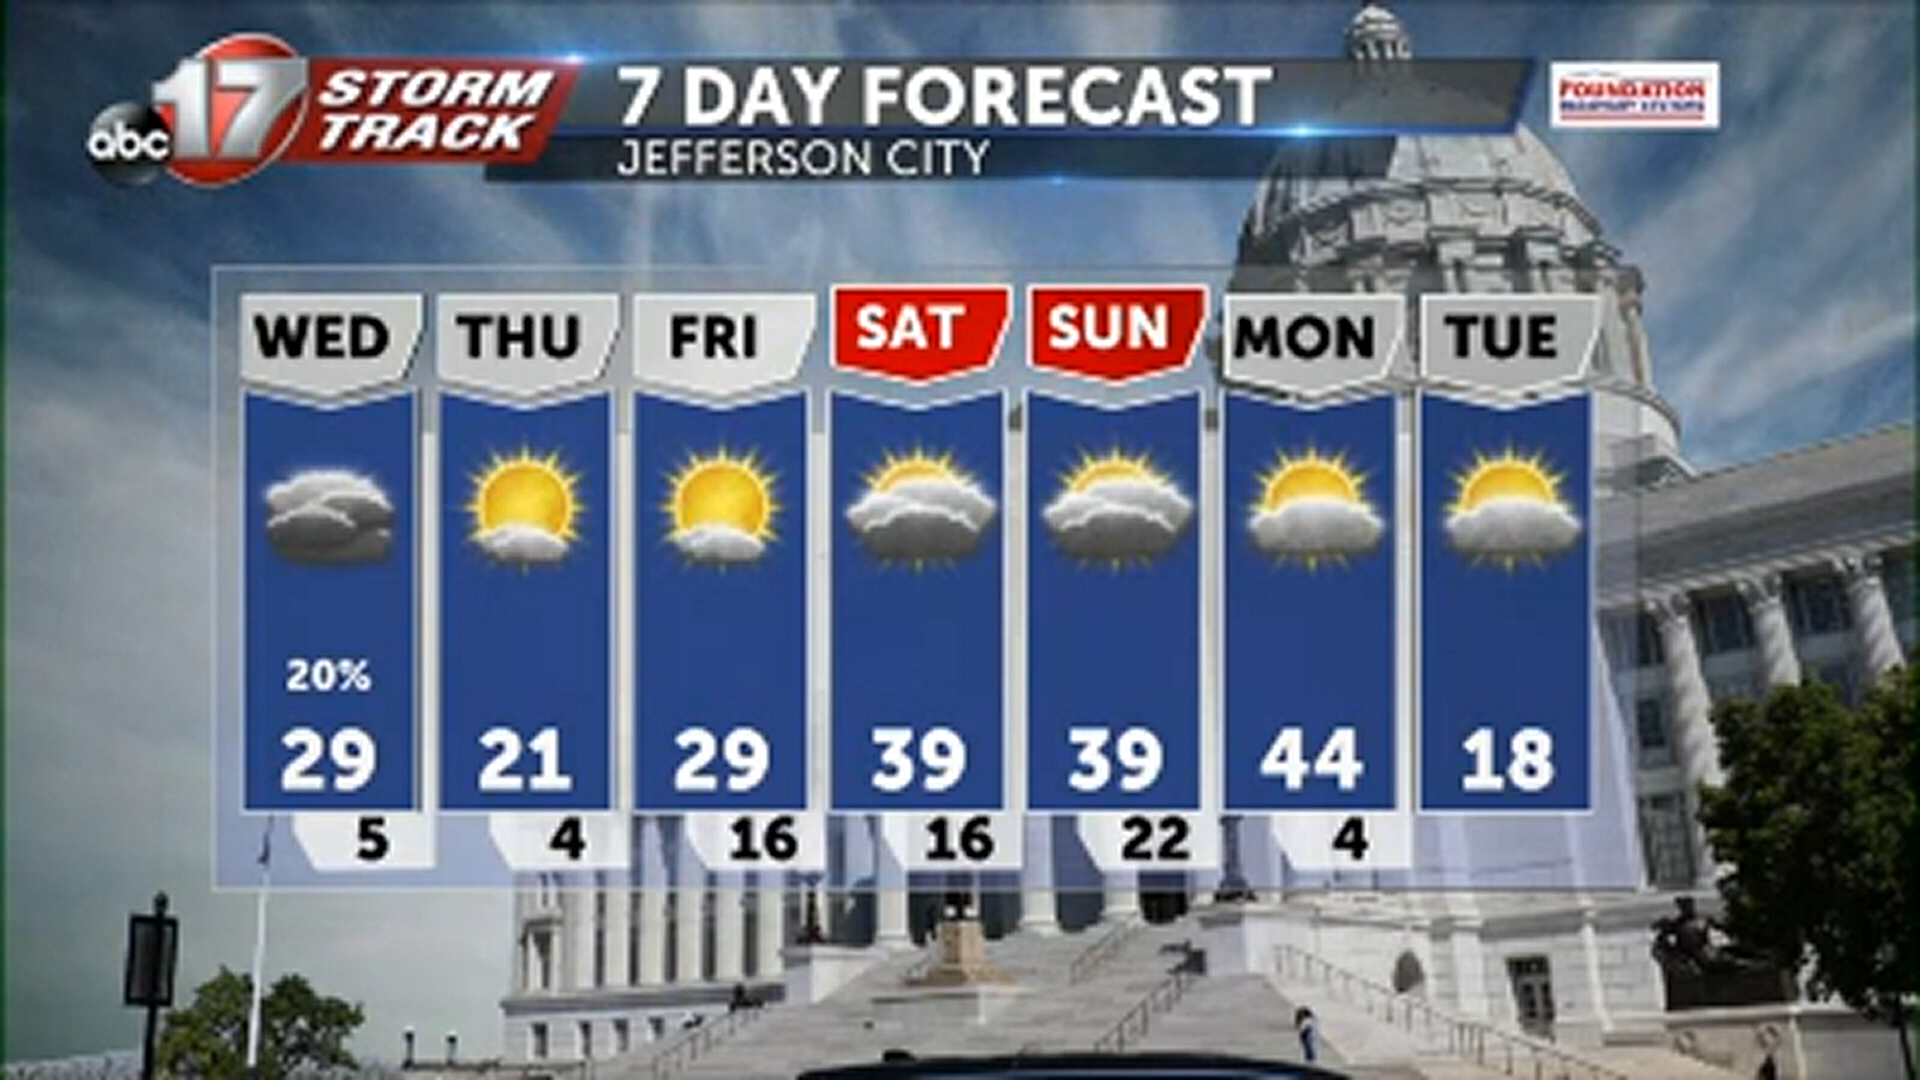 abc 17 STORM TRACK
7 DAY FORECAST
JEFFERSON CITY
FOUNDATION
WED THU FRI SAT SUN MON TUE
20%
29 21 29 39 39 44 18
5 4 16 16 22 4